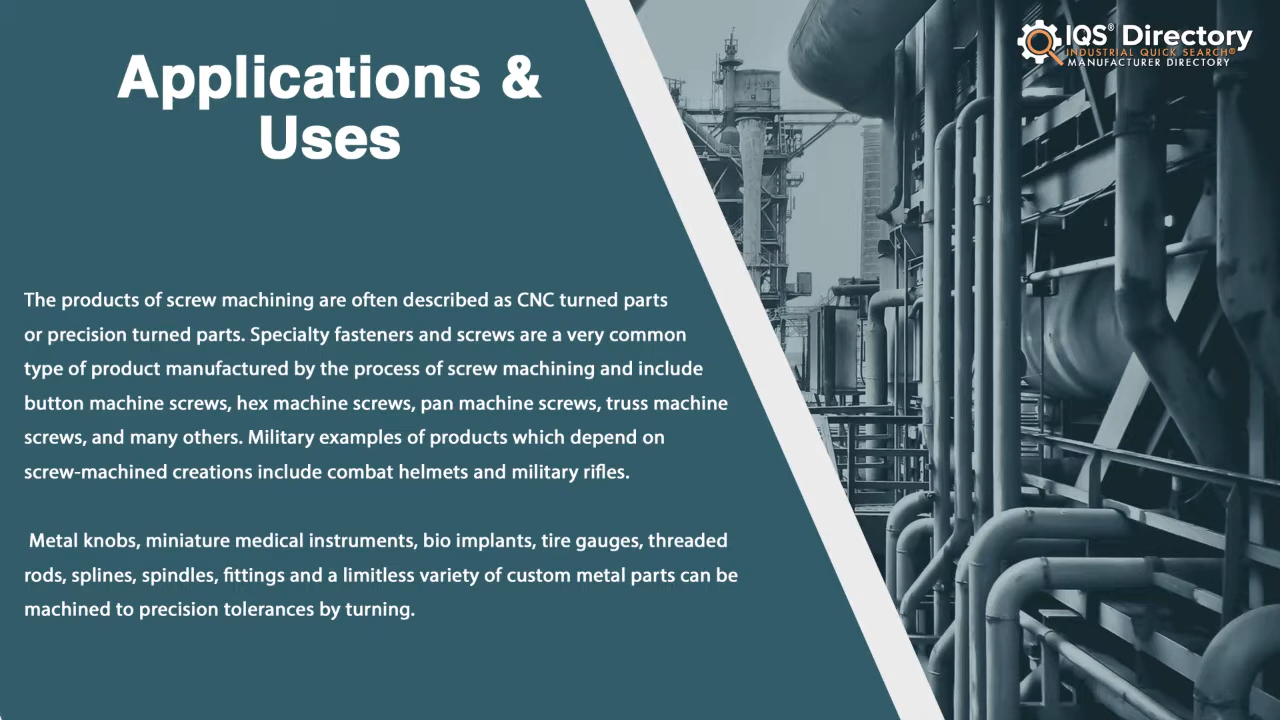 Applications &
Uses
IQS® Directory
INDUSTRIAL QUICK SEARCH®
MANUFACTURER DIRECTORY
The products of screw machining are often described as CNC turned parts
or precision turned parts. Specialty fasteners and screws are a very common
type of product manufactured by the process of screw machining and include
button machine screws, hex machine screws, pan machine screws, truss machine
screws, and many others. Military examples of products which depend on
screw-machined creations include combat helmets and military rifles.
Metal knobs, miniature medical instruments, bio implants, tire gauges, threaded
rods, splines, spindles, fittings and a limitless variety of custom metal parts can be
machined to precision tolerances by turning.